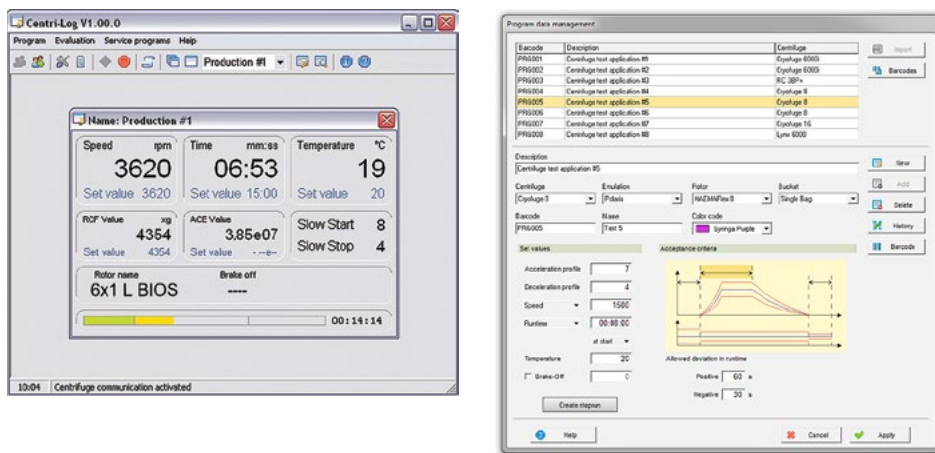 Centri-Log V1.00.0
Program Evaluation Service programs Help
Production #1
Name: Production #1
Speed rpm
3620
Set value 3620
Time mm:ss
06:53
Set value 15:00
Temperature °C
19
Set value 20
RCF Value xg
4354
Set value 4354
ACE Value
3.85e07
Set value -.--e--
Slow Start 8
Slow Stop 4
Rotor name
6x1 L BIOS
Brake off
----
00:14:14
10:04 Centrifuge communication activated
Program data management
Barcode Description Centrifuge
PRG001 Centrifuge test application #1 Cryofuge 6000i
PRG002 Centrifuge test application #2 Cryofuge 6000i
PRG003 Centrifuge test application #3 RC 3BP+
PRG004 Centrifuge test application #4 Cryofuge 8
PRG005 Centrifuge test application #5 Cryofuge 8
PRG006 Centrifuge test application #6 Cryofuge 8
PRG007 Centrifuge test application #7 Cryofuge 16
PRG008 Centrifuge test application #8 Lynx 6000
Import
Barcodes
Description
Centrifuge test application #5
Centrifuge Emulation Rotor Bucket
Cryofuge 8 Polaris HAEMAFlex 8 Single Bag
Barcode Name Color code
PRG005 Test 5 Syringa Purple
New
Add
Delete
History
Barcode
Set values
Acceleration profile 7
Deceleration profile 4
Speed 1500
Runtime 00:08:00
at start
Temperature 20
Brake-Off 0
Create steprun
Acceptance criteria
Allowed deviation in runtime
Positive 60 s
Negative 30 s
Help
Cancel
Apply